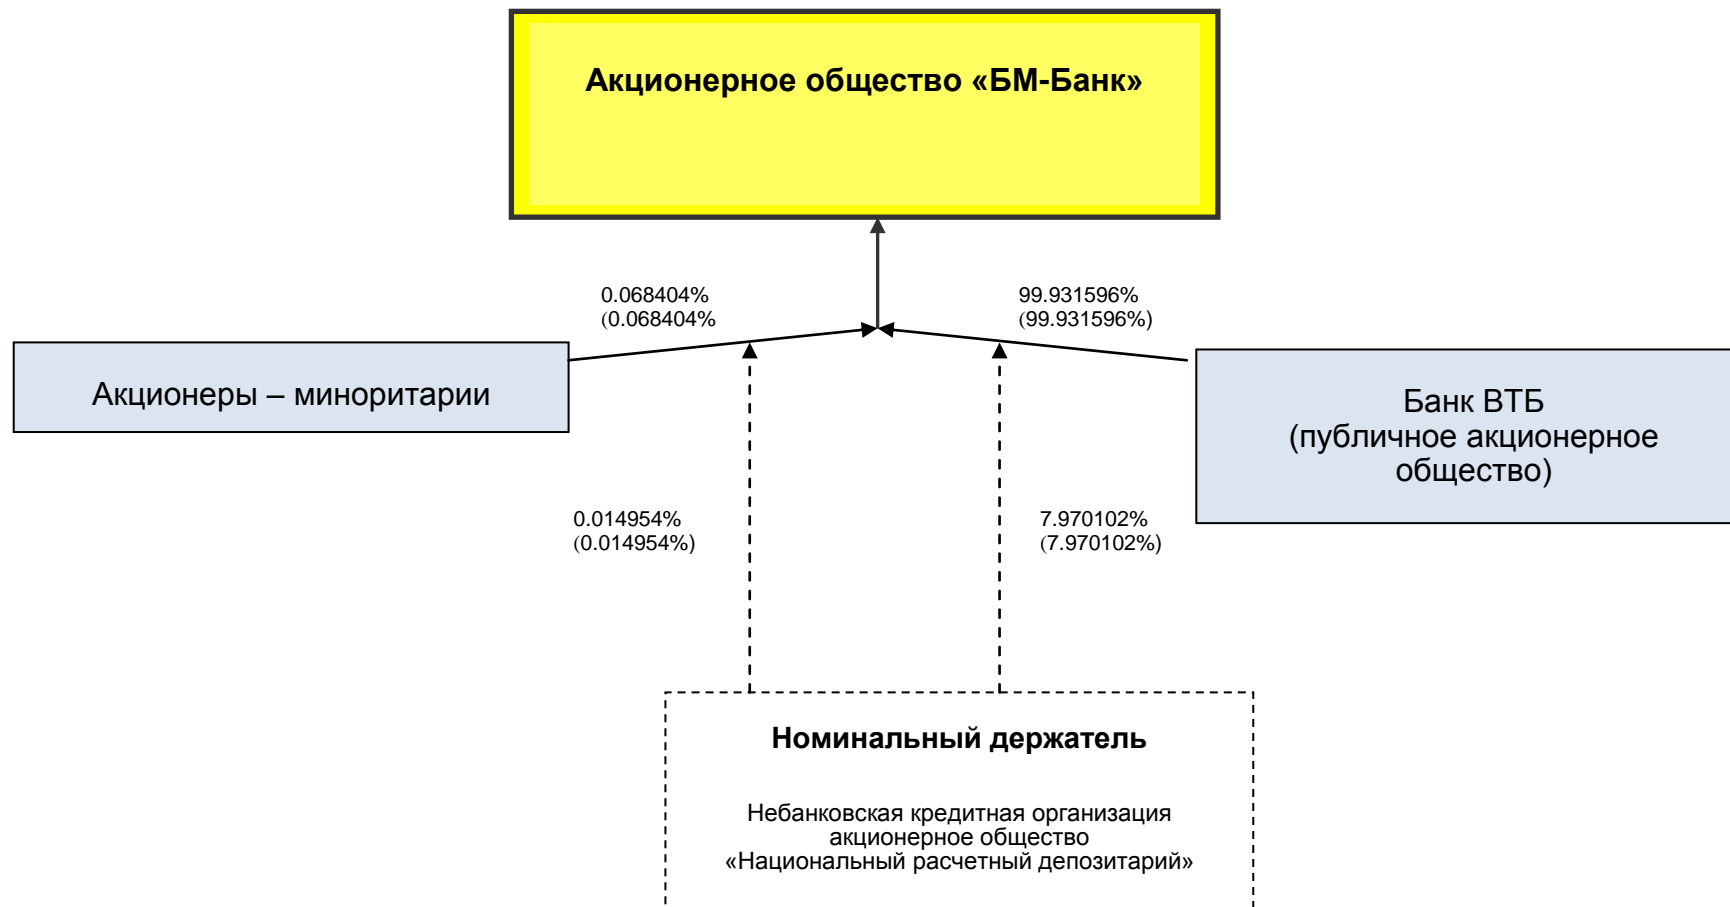 Акционерное общество «БМ-Банк»
0.068404%
(0.068404%
99.931596%
(99.931596%)
Акционеры – миноритарии
Банк ВТБ
(публичное акционерное
общество)
0.014954%
(0.014954%)
7.970102%
(7.970102%)
Номинальный держатель
Небанковская кредитная организация
акционерное общество
«Национальный расчетный депозитарий»